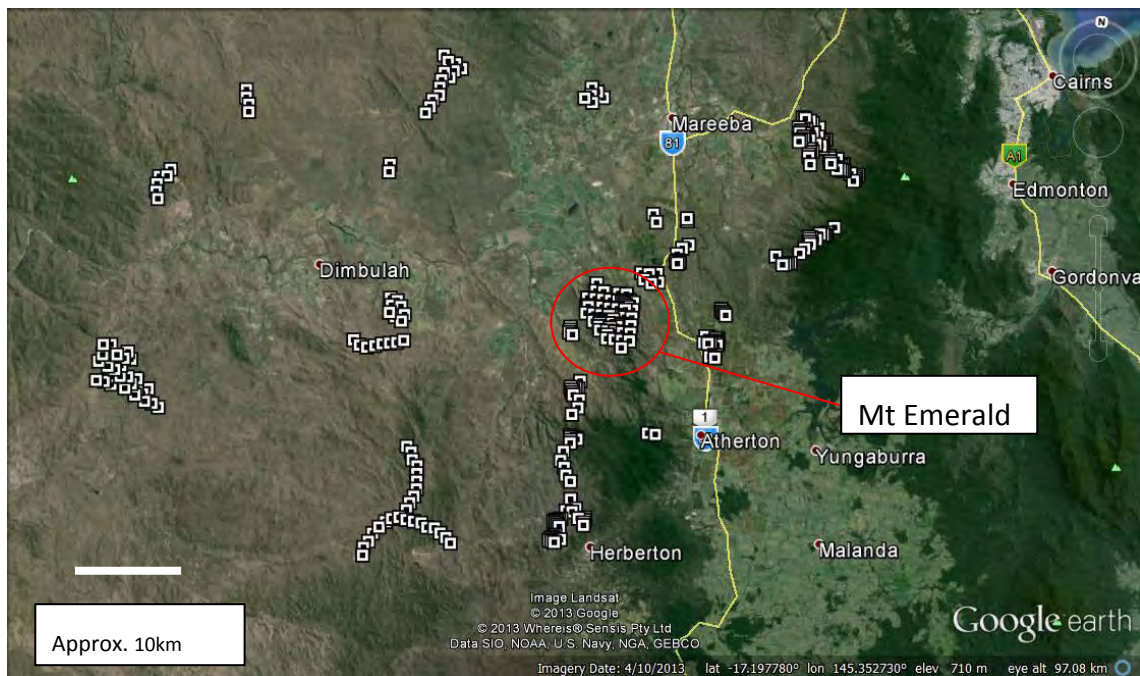 N
Cairns
Mareeba
81
A1
Edmonton
Dimbulah
Gordonva
Mt Emerald
1
Atherton
Yungaburra
Herberton
Malanda
Approx. 10km
Image Landsat
© 2013 Google
© 2013 Whereis® Sensis Pty Ltd
Data SIO, NOAA, U.S. Navy, NGA, GEBCO
Google earth
Imagery Date: 4/10/2013 lat -17.197780° lon 145.352730° elev 710 m eye alt 97.08 km